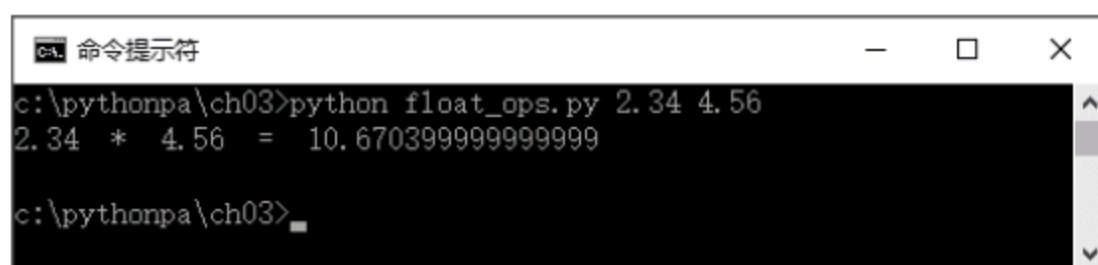 命令提示符
c:\pythonpa\ch03>python float_ops.py 2.34 4.56
2.34  *  4.56  =  10.670399999999999
c:\pythonpa\ch03>